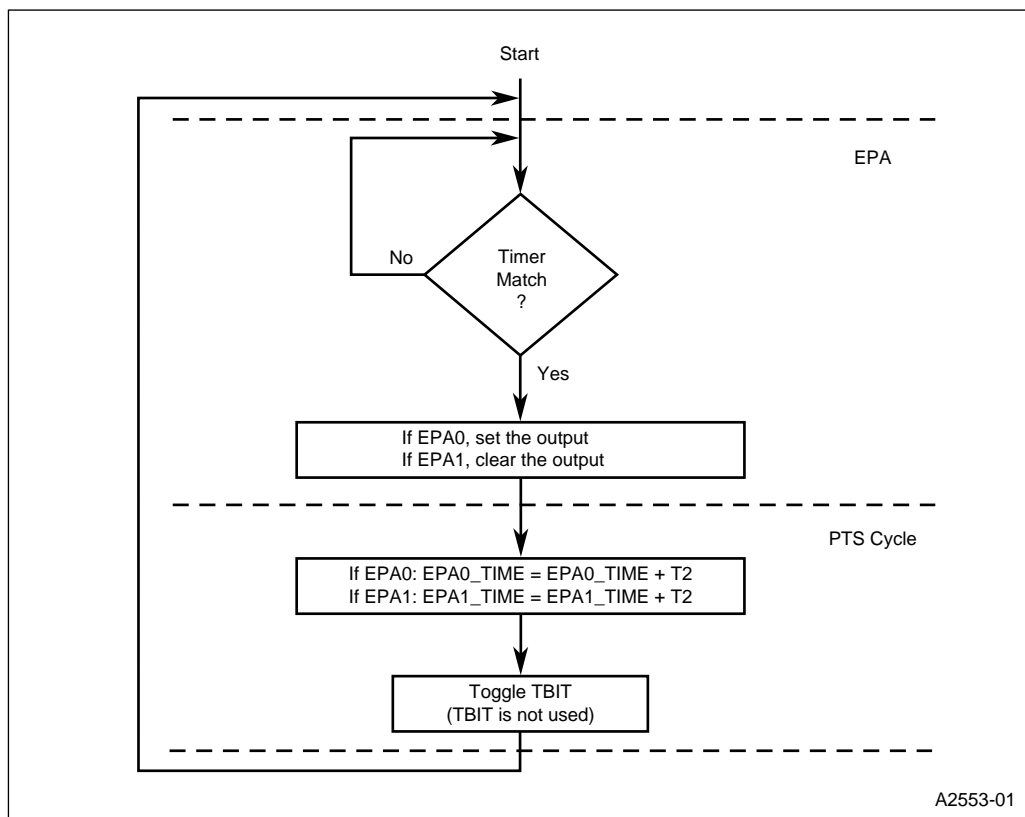 Start
EPA
No
Timer
Match
?
Yes
If EPA0, set the output
If EPA1, clear the output
PTS Cycle
If EPA0: EPA0_TIME = EPA0_TIME + T2
If EPA1: EPA1_TIME = EPA1_TIME + T2
Toggle TBIT
(TBIT is not used)
A2553-01